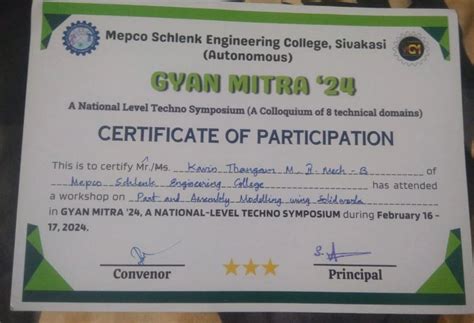 Mepco Schlenk Engineering College, Sivakasi
(Autonomous)
GYAN MITRA '24
A National Level Techno Symposium (A Colloquium of 8 technical domains)
CERTIFICATE OF PARTICIPATION
This is to certify Mr./Ms. Kavin Thangam M. Mech - B of
Mepco Schlenk Engineering College has attended
a workshop on Part and Assembly Modelling using Solidworks
in GYAN MITRA '24, A NATIONAL-LEVEL TECHNO SYMPOSIUM during February 16 -
17, 2024.
Convenor
Principal